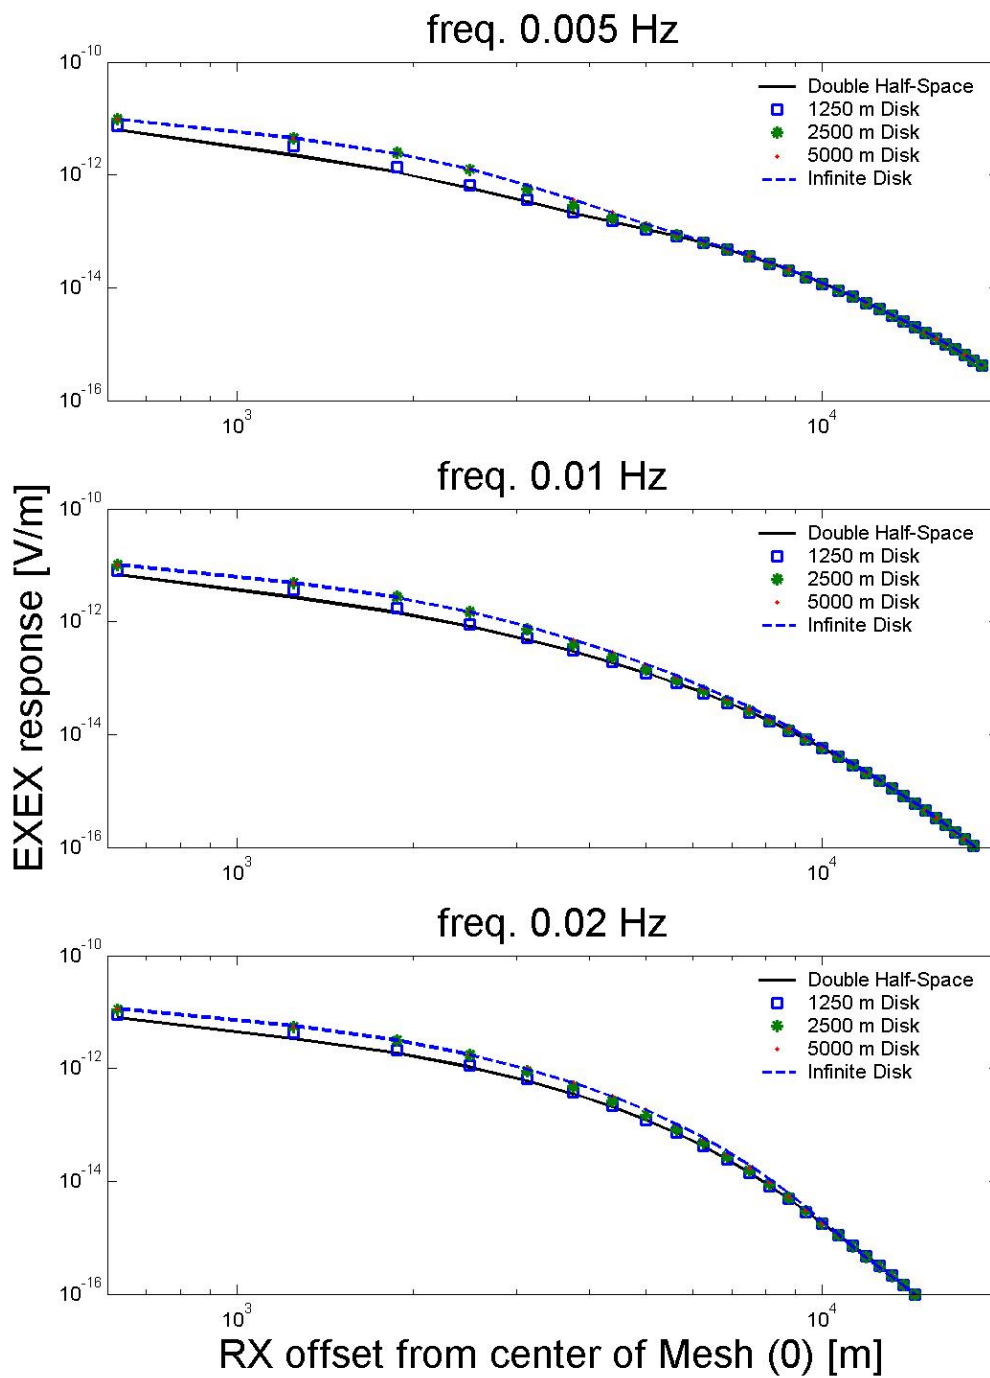 freq. 0.005 Hz
10^-10
10^-12
10^-14
10^-16
Double Half-Space
1250 m Disk
2500 m Disk
5000 m Disk
Infinite Disk
10^3
10^4
freq. 0.01 Hz
10^-10
10^-12
10^-14
10^-16
Double Half-Space
1250 m Disk
2500 m Disk
5000 m Disk
Infinite Disk
10^3
10^4
EXEX response [V/m]
freq. 0.02 Hz
10^-10
10^-12
10^-14
10^-16
Double Half-Space
1250 m Disk
2500 m Disk
5000 m Disk
Infinite Disk
10^3
10^4
RX offset from center of Mesh (0) [m]